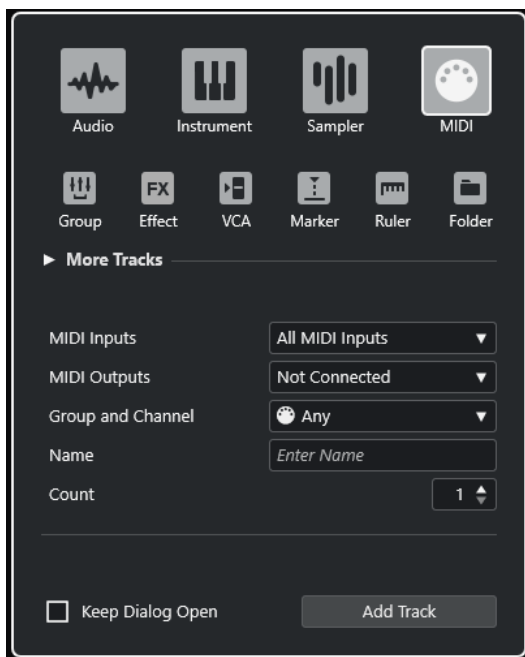 Audio Instrument Sampler MIDI
FX
Group Effect VCA Marker Ruler Folder
More Tracks
MIDI Inputs All MIDI Inputs
MIDI Outputs Not Connected
Group and Channel Any
Name Enter Name
Count 1
Keep Dialog Open Add Track